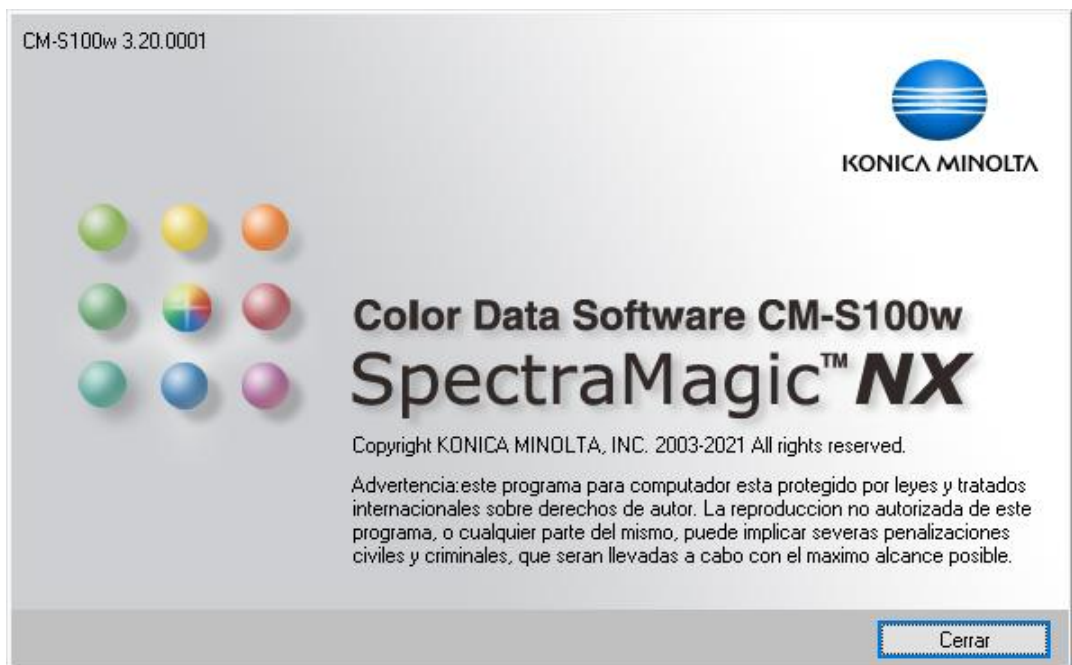 CM-S100w 3.20.0001
KONICA MINOLTA
Color Data Software CM-S100w
SpectraMagic™ NX
Copyright KONICA MINOLTA, INC. 2003-2021 All rights reserved.
Advertencia:este programa para computador esta protegido por leyes y tratados
internacionales sobre derechos de autor. La reproduccion no autorizada de este
programa, o cualquier parte del mismo, puede implicar severas penalizaciones
civiles y criminales, que seran llevadas a cabo con el maximo alcance posible.
Cerrar